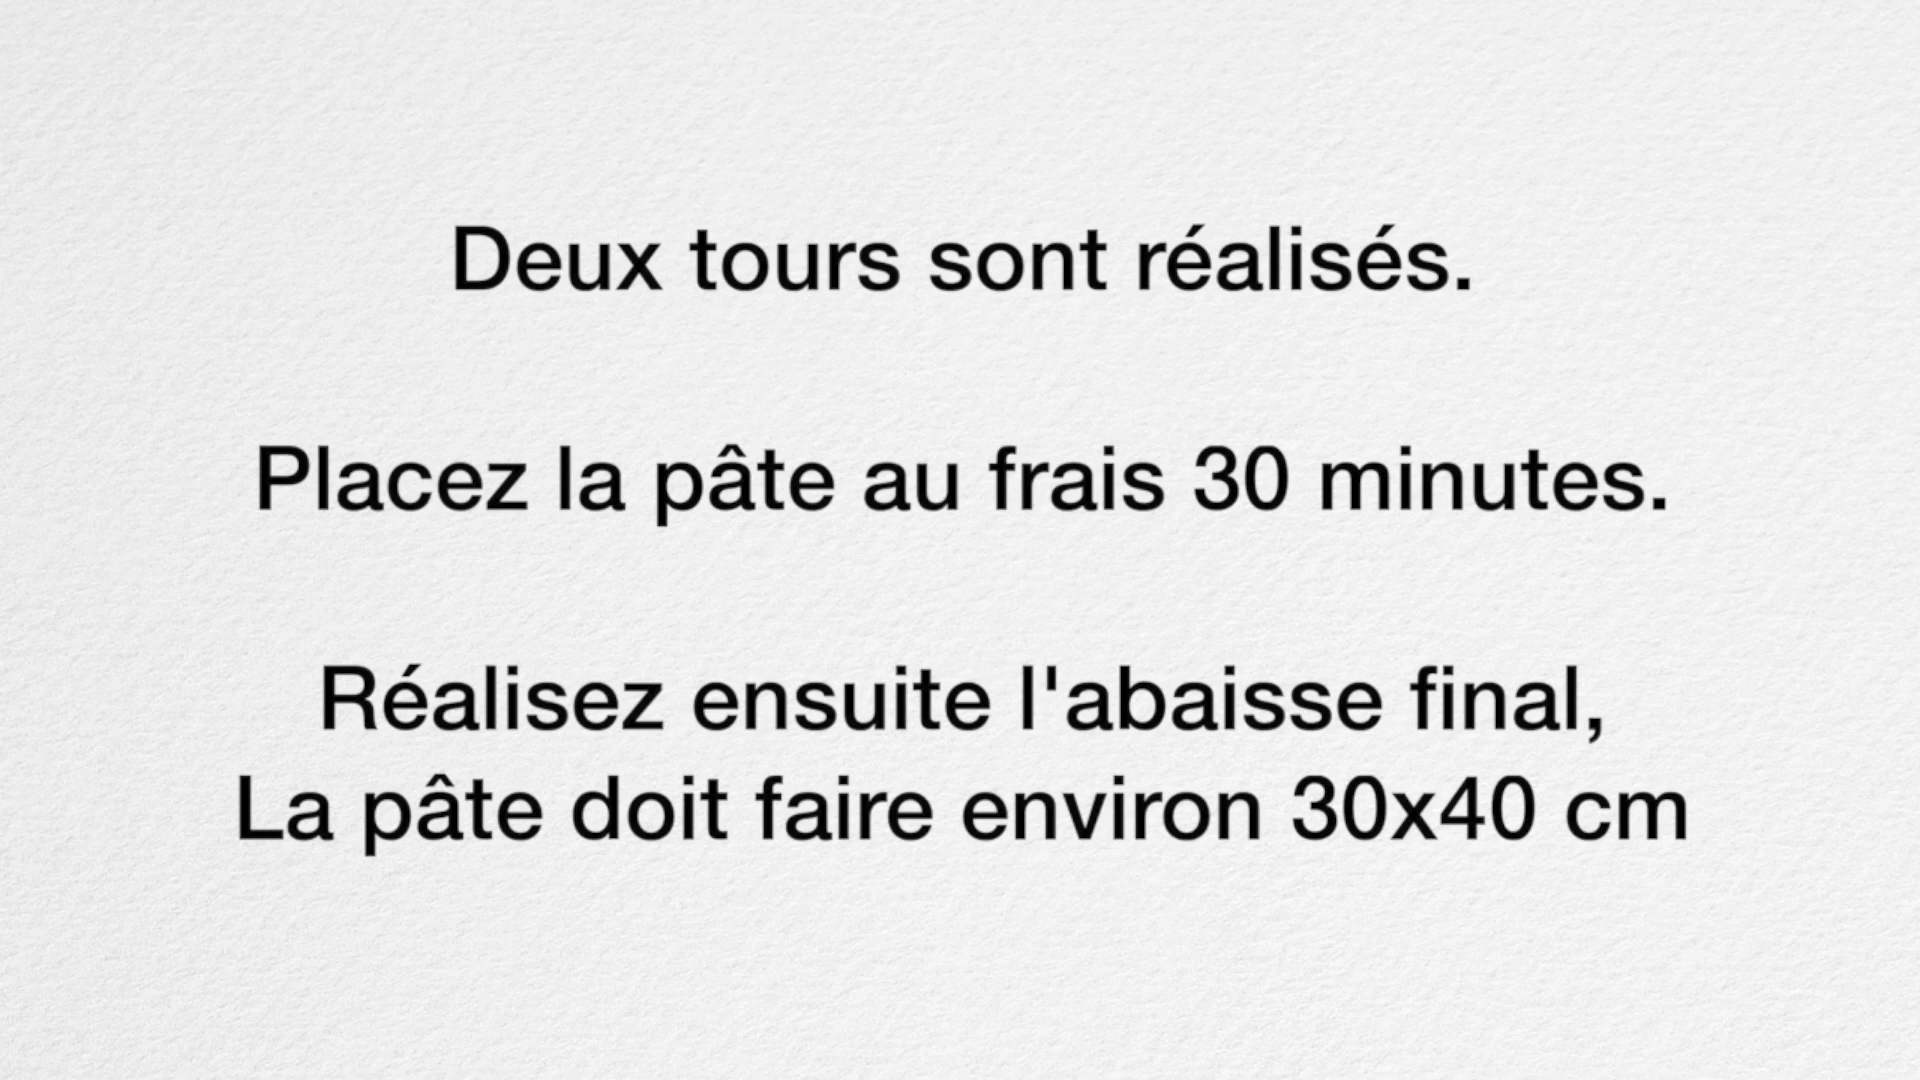 Deux tours sont réalisés.
Placez la pâte au frais 30 minutes.
Réalisez ensuite l'abaisse final,
La pâte doit faire environ 30x40 cm